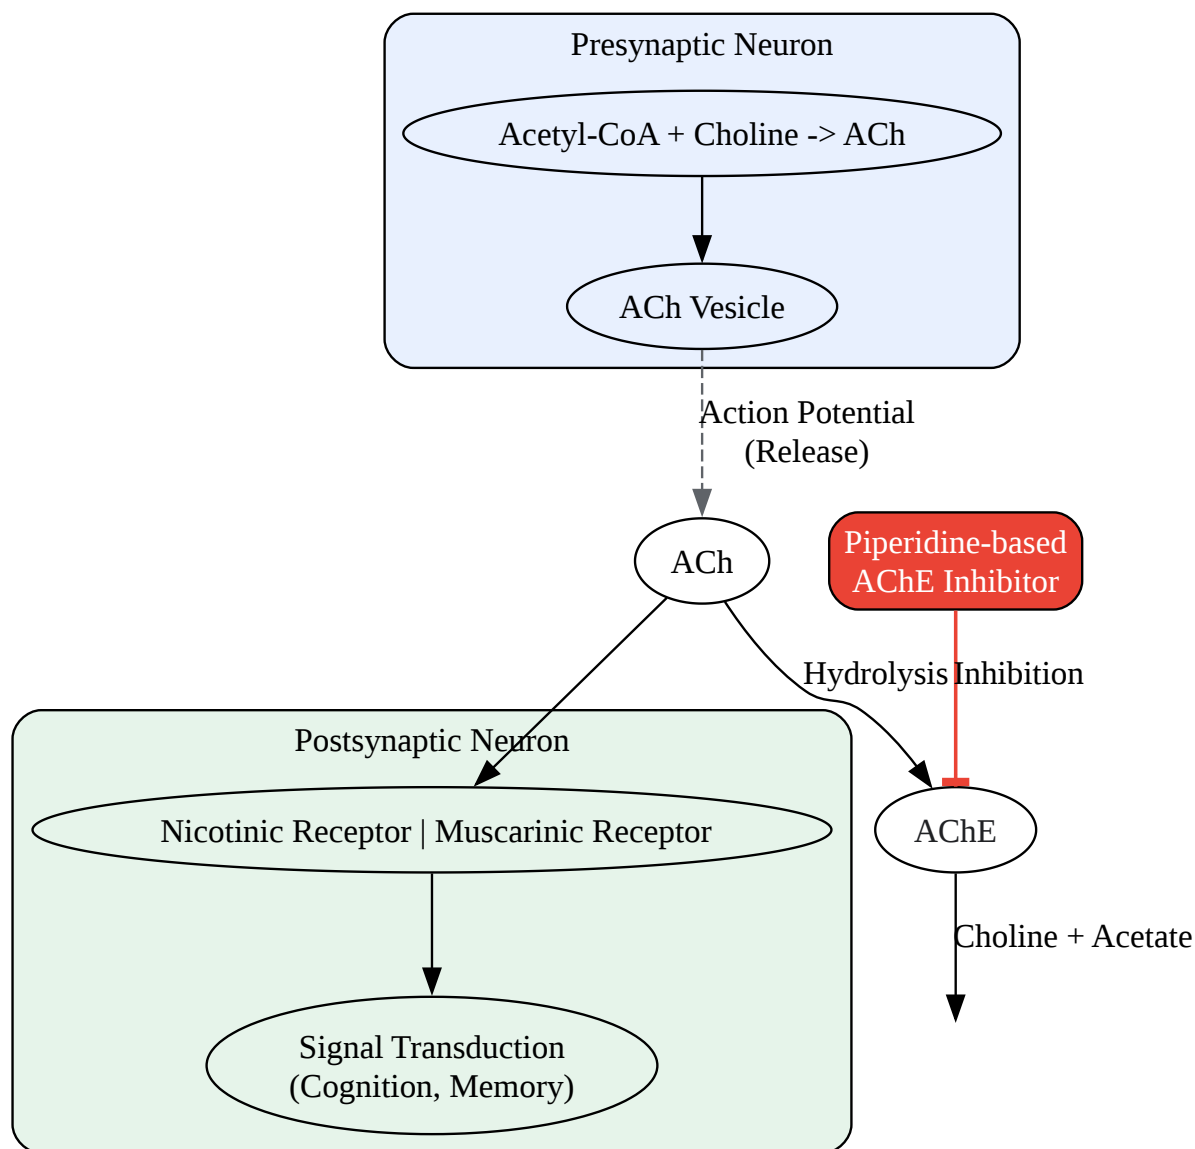 Presynaptic Neuron
Acetyl-CoA + Choline -> ACh
ACh Vesicle
Action Potential
(Release)
ACh
Piperidine-based
AChE Inhibitor
Hydrolysis
Inhibition
Postsynaptic Neuron
Nicotinic Receptor | Muscarinic Receptor
AChE
Choline + Acetate
Signal Transduction
(Cognition, Memory)